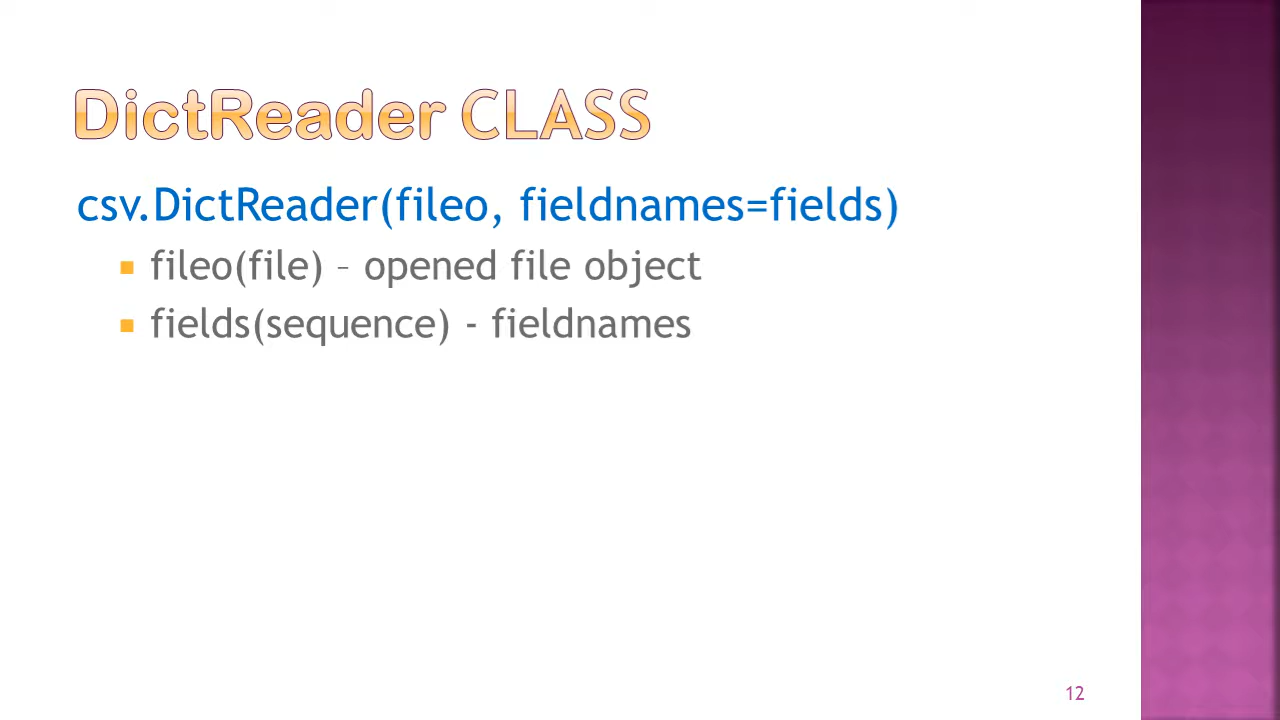 DictReader CLASS
csv.DictReader(fileo, fieldnames=fields)
fileo(file) – opened file object
fields(sequence) - fieldnames
12